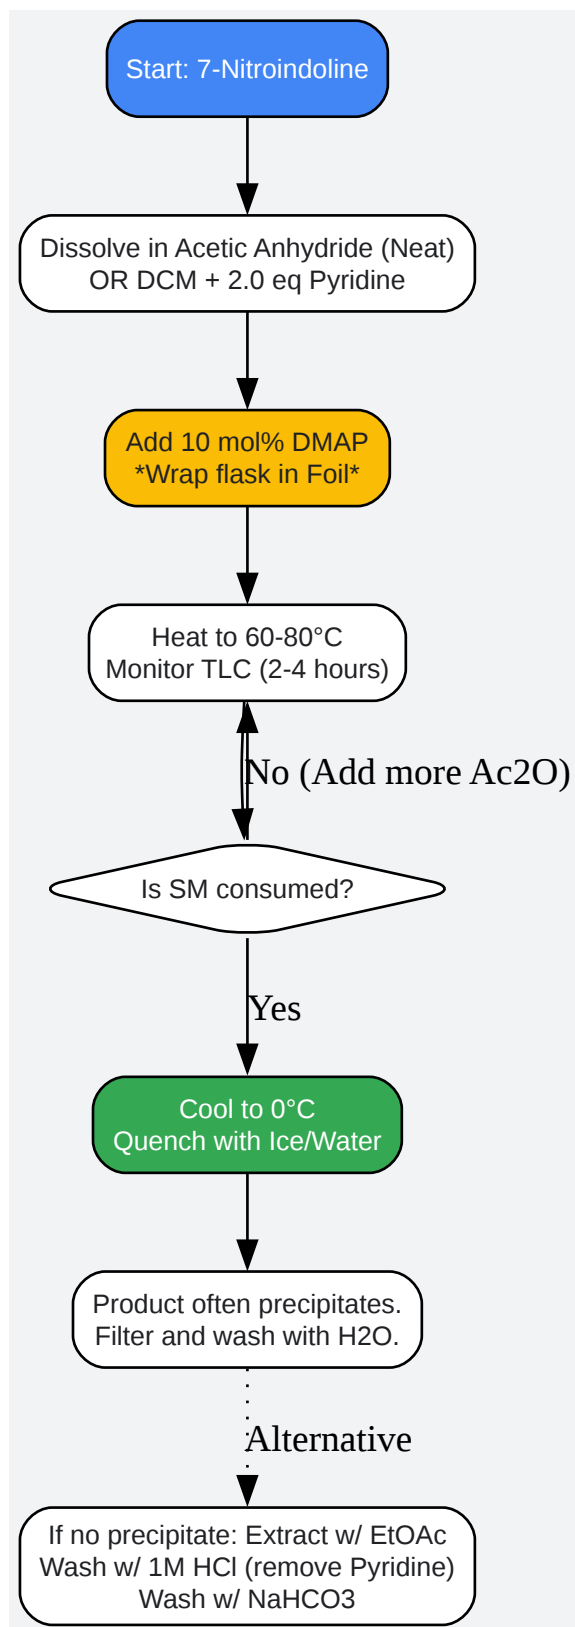 Start: 7-Nitroindoline
Dissolve in Acetic Anhydride (Neat)
OR DCM + 2.0 eq Pyridine
Add 10 mol% DMAP
*Wrap flask in Foil*
Heat to 60-80°C
Monitor TLC (2-4 hours)
No (Add more Ac2O)
Is SM consumed?
Yes
Cool to 0°C
Quench with Ice/Water
Product often precipitates.
Filter and wash with H2O.
Alternative
If no precipitate: Extract w/ EtOAc
Wash w/ 1M HCl (remove Pyridine)
Wash w/ NaHCO3